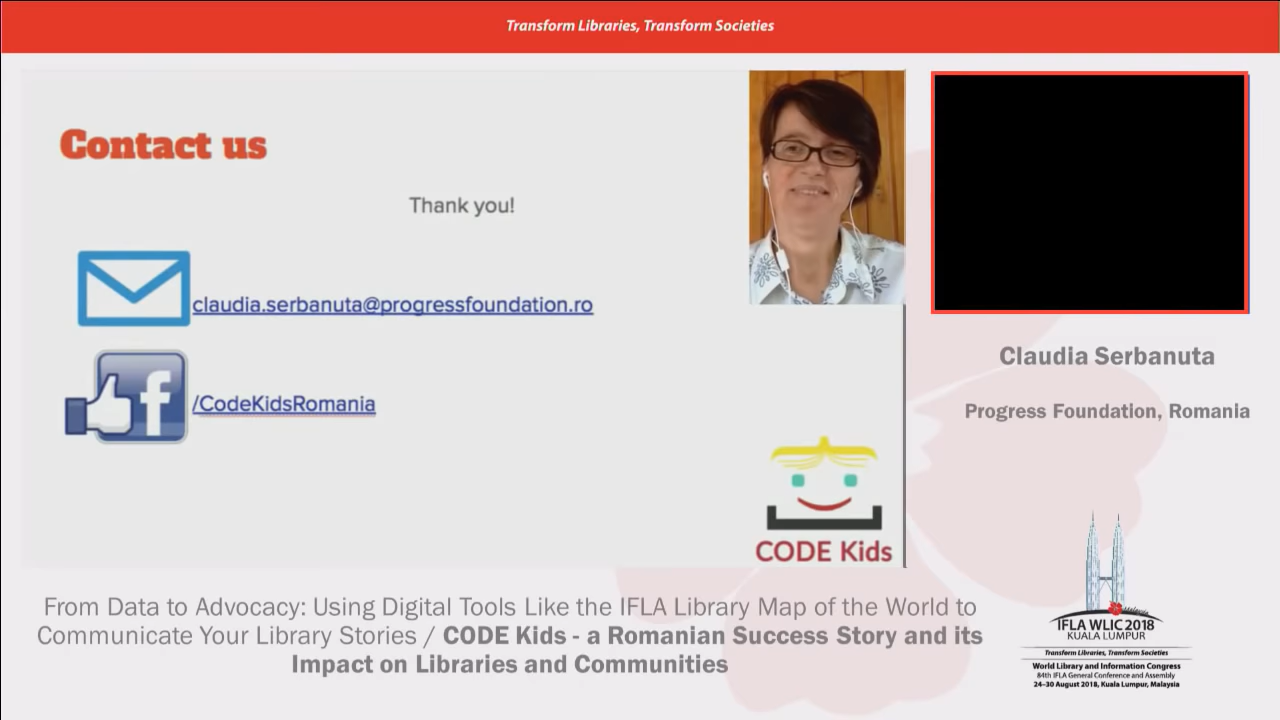 Transform Libraries, Transform Societies
Contact us
Thank you!
claudia.serbanuta@progressfoundation.ro
f
/CodeKidsRomania
CODE Kids
Claudia Serbanuta
Progress Foundation, Romania
From Data to Advocacy: Using Digital Tools Like the IFLA Library Map of the World to
Communicate Your Library Stories / CODE Kids - a Romanian Success Story and its
Impact on Libraries and Communities
Malaysia
IFLA WLIC 2018
KUALA LUMPUR
Transform Libraries, Transform Societies
World Library and Information Congress
84th IFLA General Conference and Assembly
24-30 August 2018, Kuala Lumpur, Malaysia